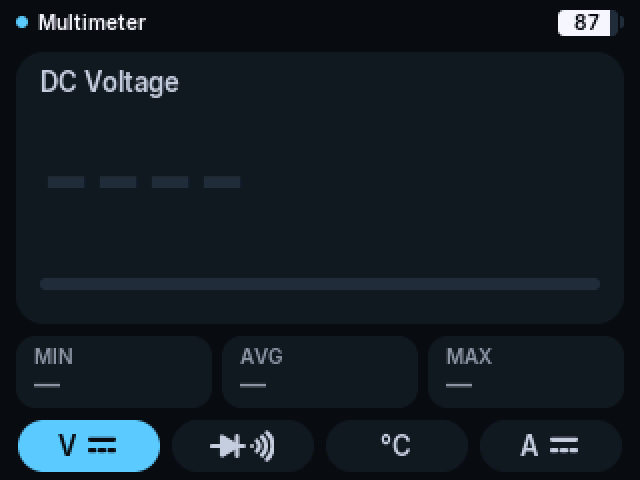 Multimeter
87
DC Voltage
– – – –
MIN
—
AVG
—
MAX
—
V
°C
A